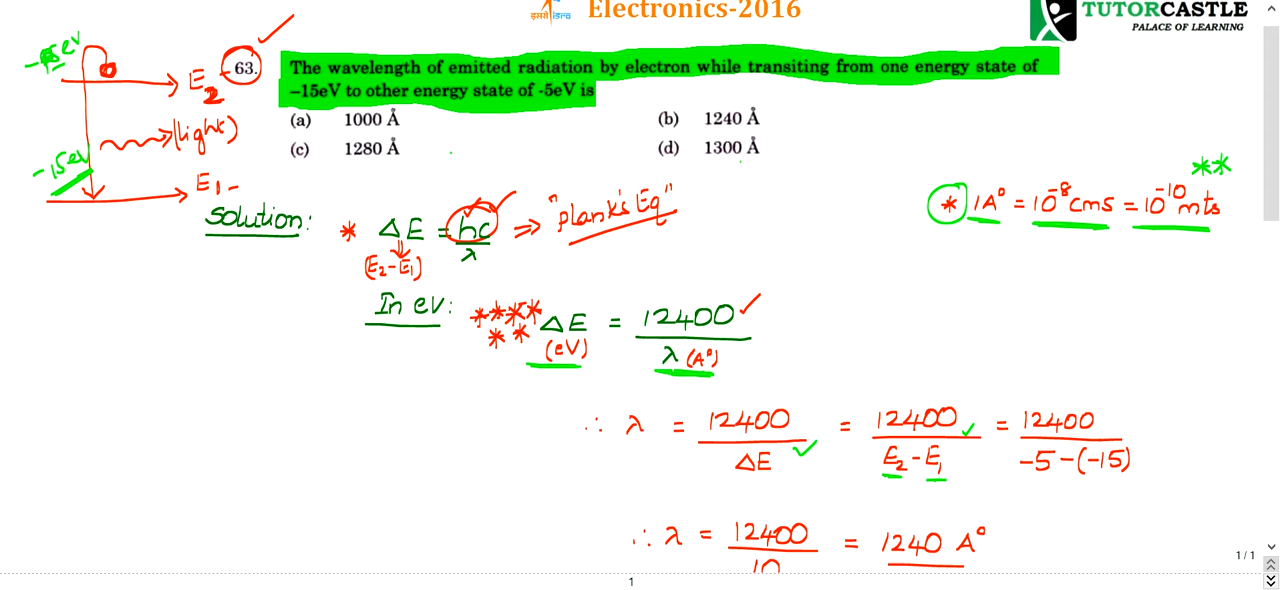 इसरो isro Electronics-2016
TUTORCASTLE
PALACE OF LEARNING
63. The wavelength of emitted radiation by electron while transiting from one energy state of
–15eV to other energy state of -5eV is
(a) 1000 Å (b) 1240 Å
(c) 1280 Å (d) 1300 Å
-5ev
E2
(light)
-15ev
E1
* 1A° = 10^-8 cms = 10^-10 mts **
Solution: * ΔE = hc/λ ⇒ "Plank's Eq"
(E2-E1)
In ev: ****** ΔE (eV) = 12400/λ (A°)
∴ λ = 12400/ΔE = 12400/E2-E1 = 12400/-5-(-15)
∴ λ = 12400/10 = 1240 A°
1 / 1
1